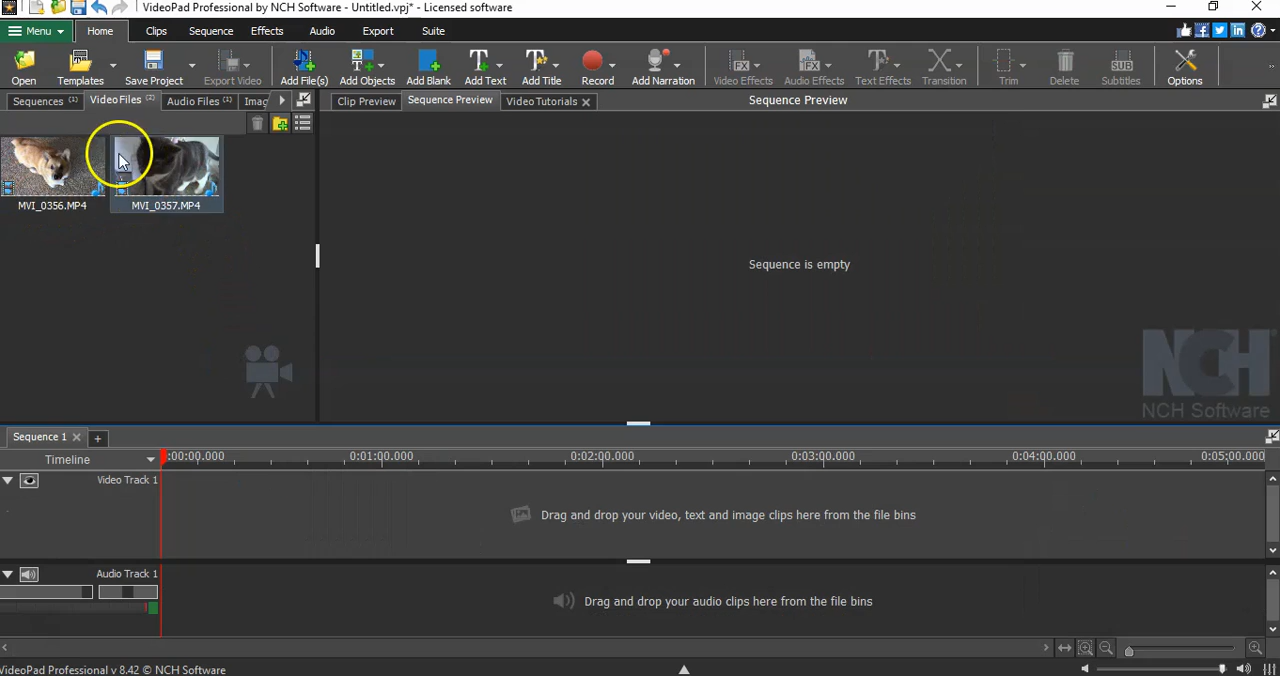 VideoPad Professional by NCH Software - Untitled.vpj* - Licensed software
Menu Home Clips Sequence Effects Audio Export Suite
Open Templates Save Project Export Video Add File(s) Add Objects Add Blank Add Text Add Title Record Add Narration Video Effects Audio Effects Text Effects Transition Trim Delete Subtitles Options
Sequences (1) Video Files (2) Audio Files (1) Imag Clip Preview Sequence Preview Video Tutorials Sequence Preview
MVI_0356.MP4 MVI_0357.MP4
Sequence is empty
NCH
NCH Software
Sequence 1
Timeline :00:00.000 0:01:00.000 0:02:00.000 0:03:00.000 0:04:00.000 0:05:00.000
Video Track 1
Drag and drop your video, text and image clips here from the file bins
Audio Track 1
Drag and drop your audio clips here from the file bins
VideoPad Professional v 8.42 © NCH Software